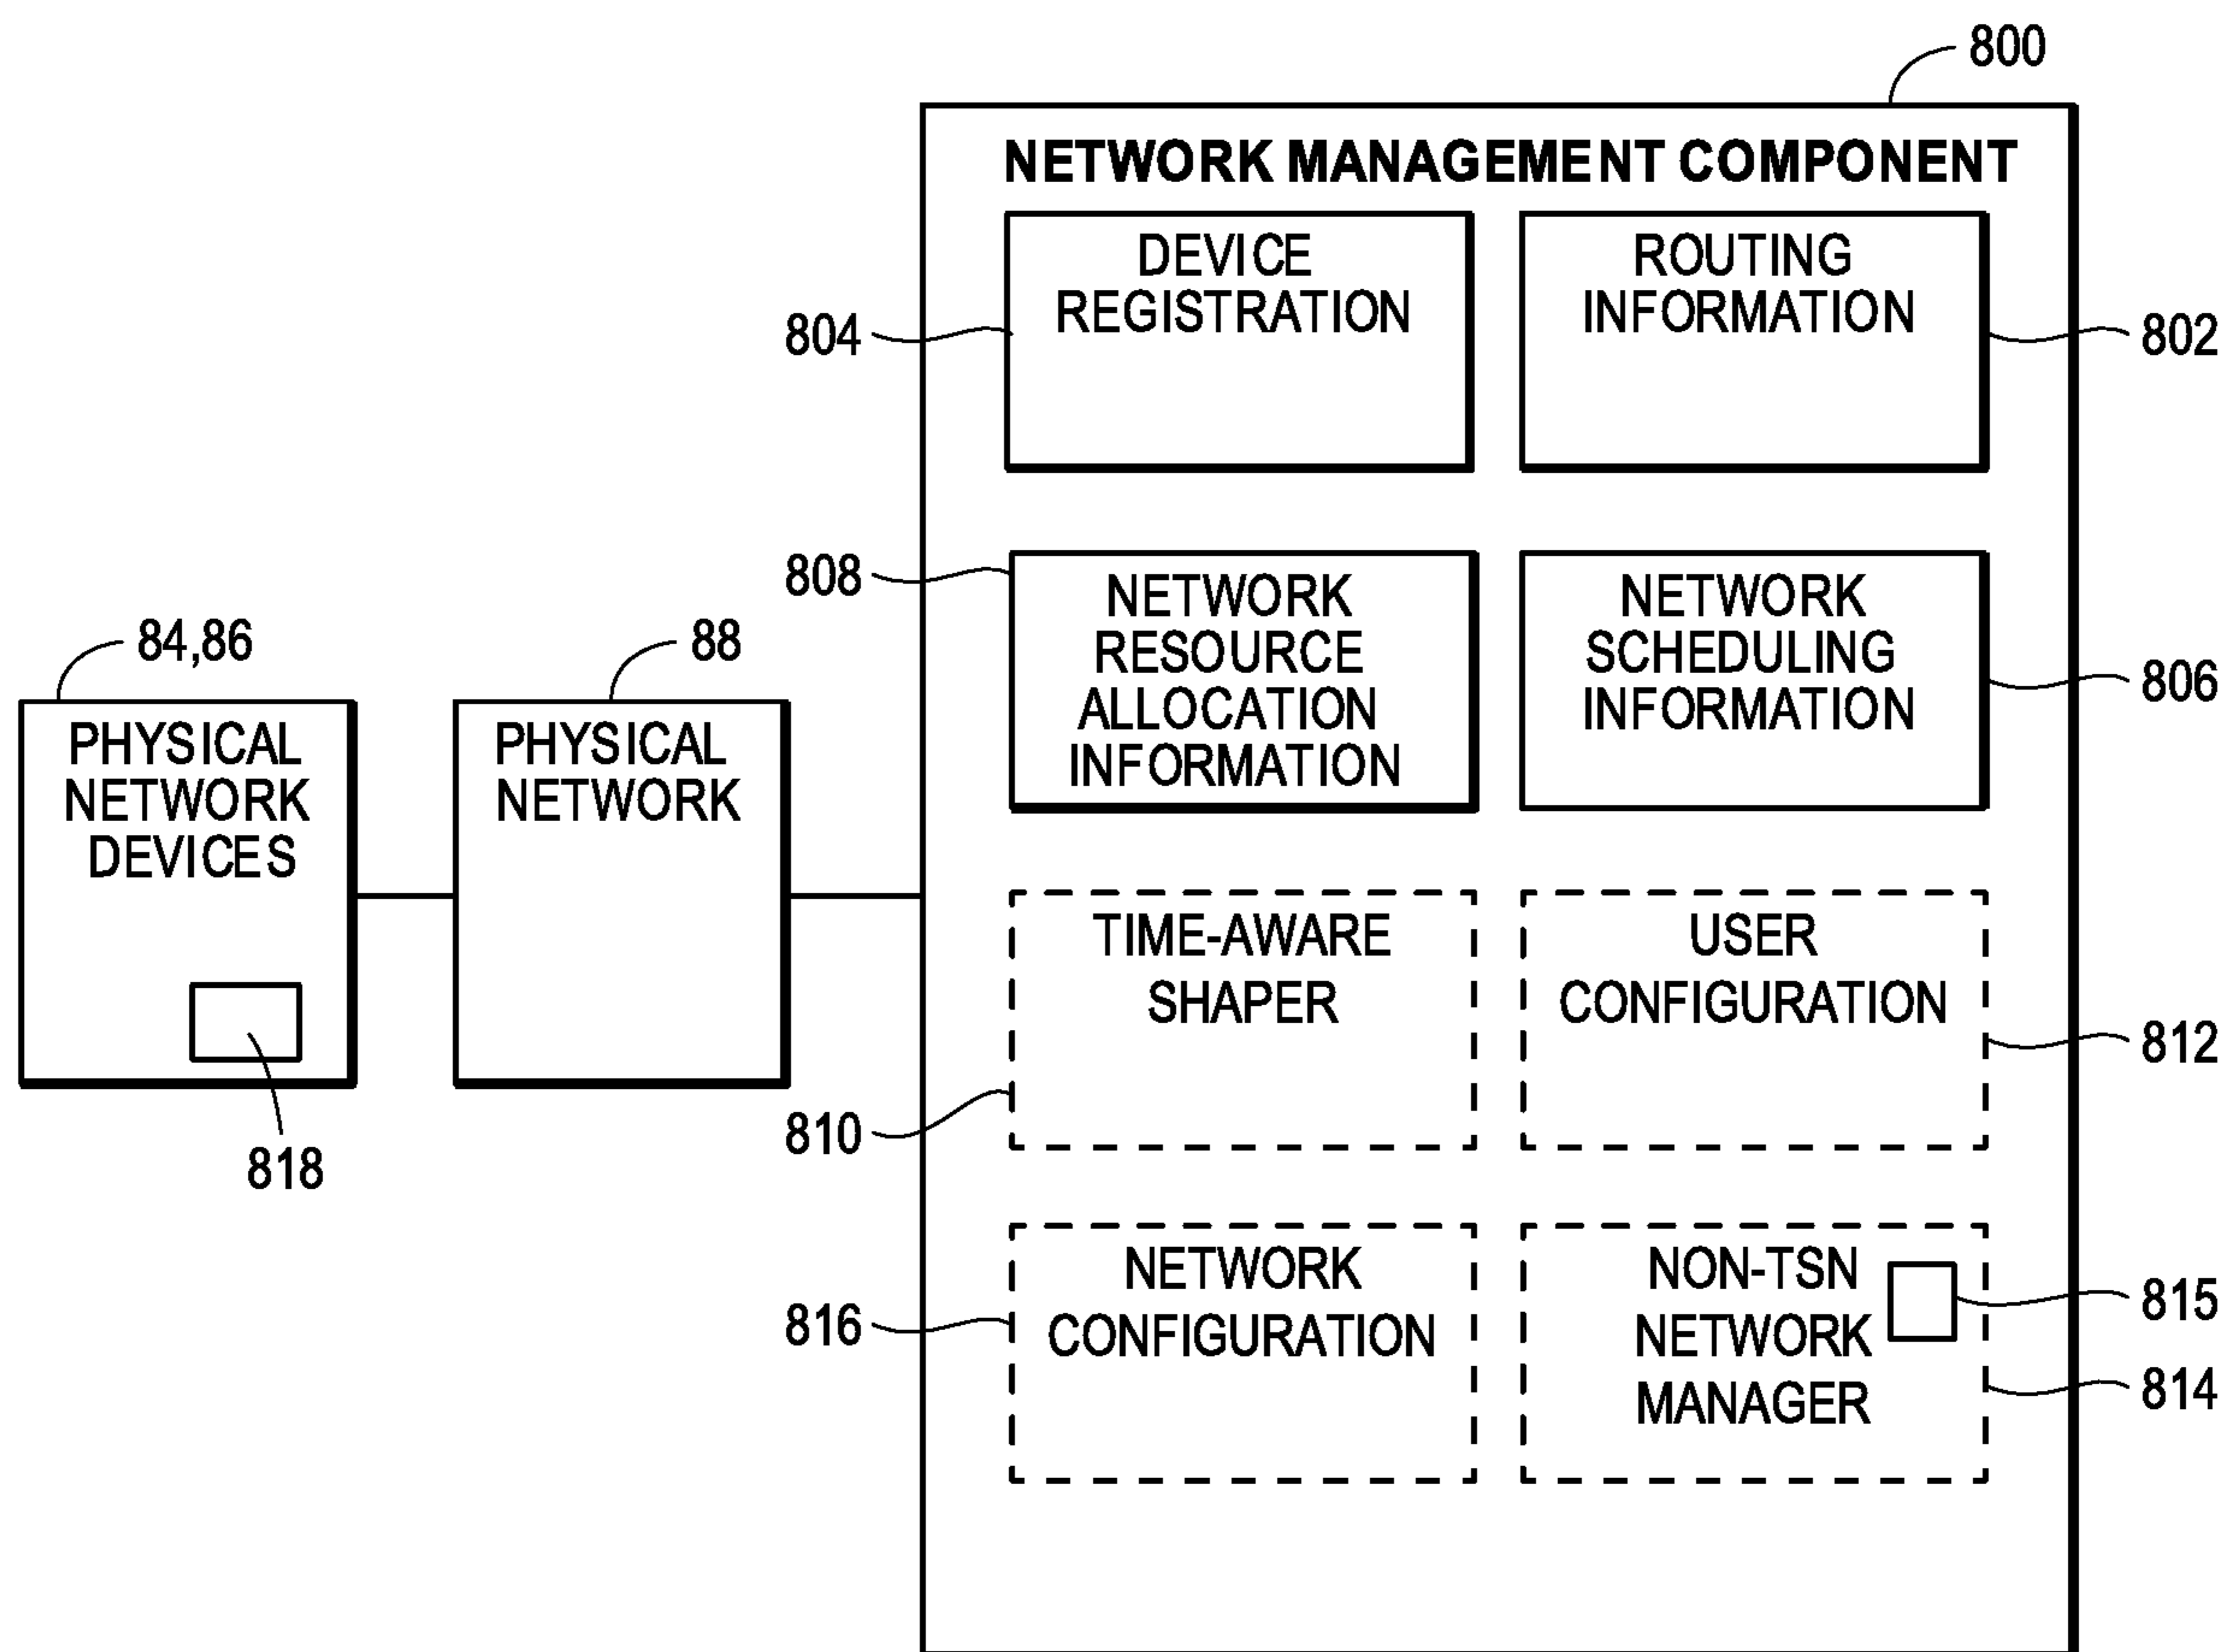 800
NETWORK MANAGEMENT COMPONENT
DEVICE
REGISTRATION
804
ROUTING
INFORMATION
802
808
NETWORK
RESOURCE
ALLOCATION
INFORMATION
NETWORK
SCHEDULING
INFORMATION
806
84,86
PHYSICAL
NETWORK
DEVICES
818
88
PHYSICAL
NETWORK
TIME-AWARE
SHAPER
810
USER
CONFIGURATION
812
NETWORK
CONFIGURATION
816
NON-TSN
NETWORK
MANAGER
815
814